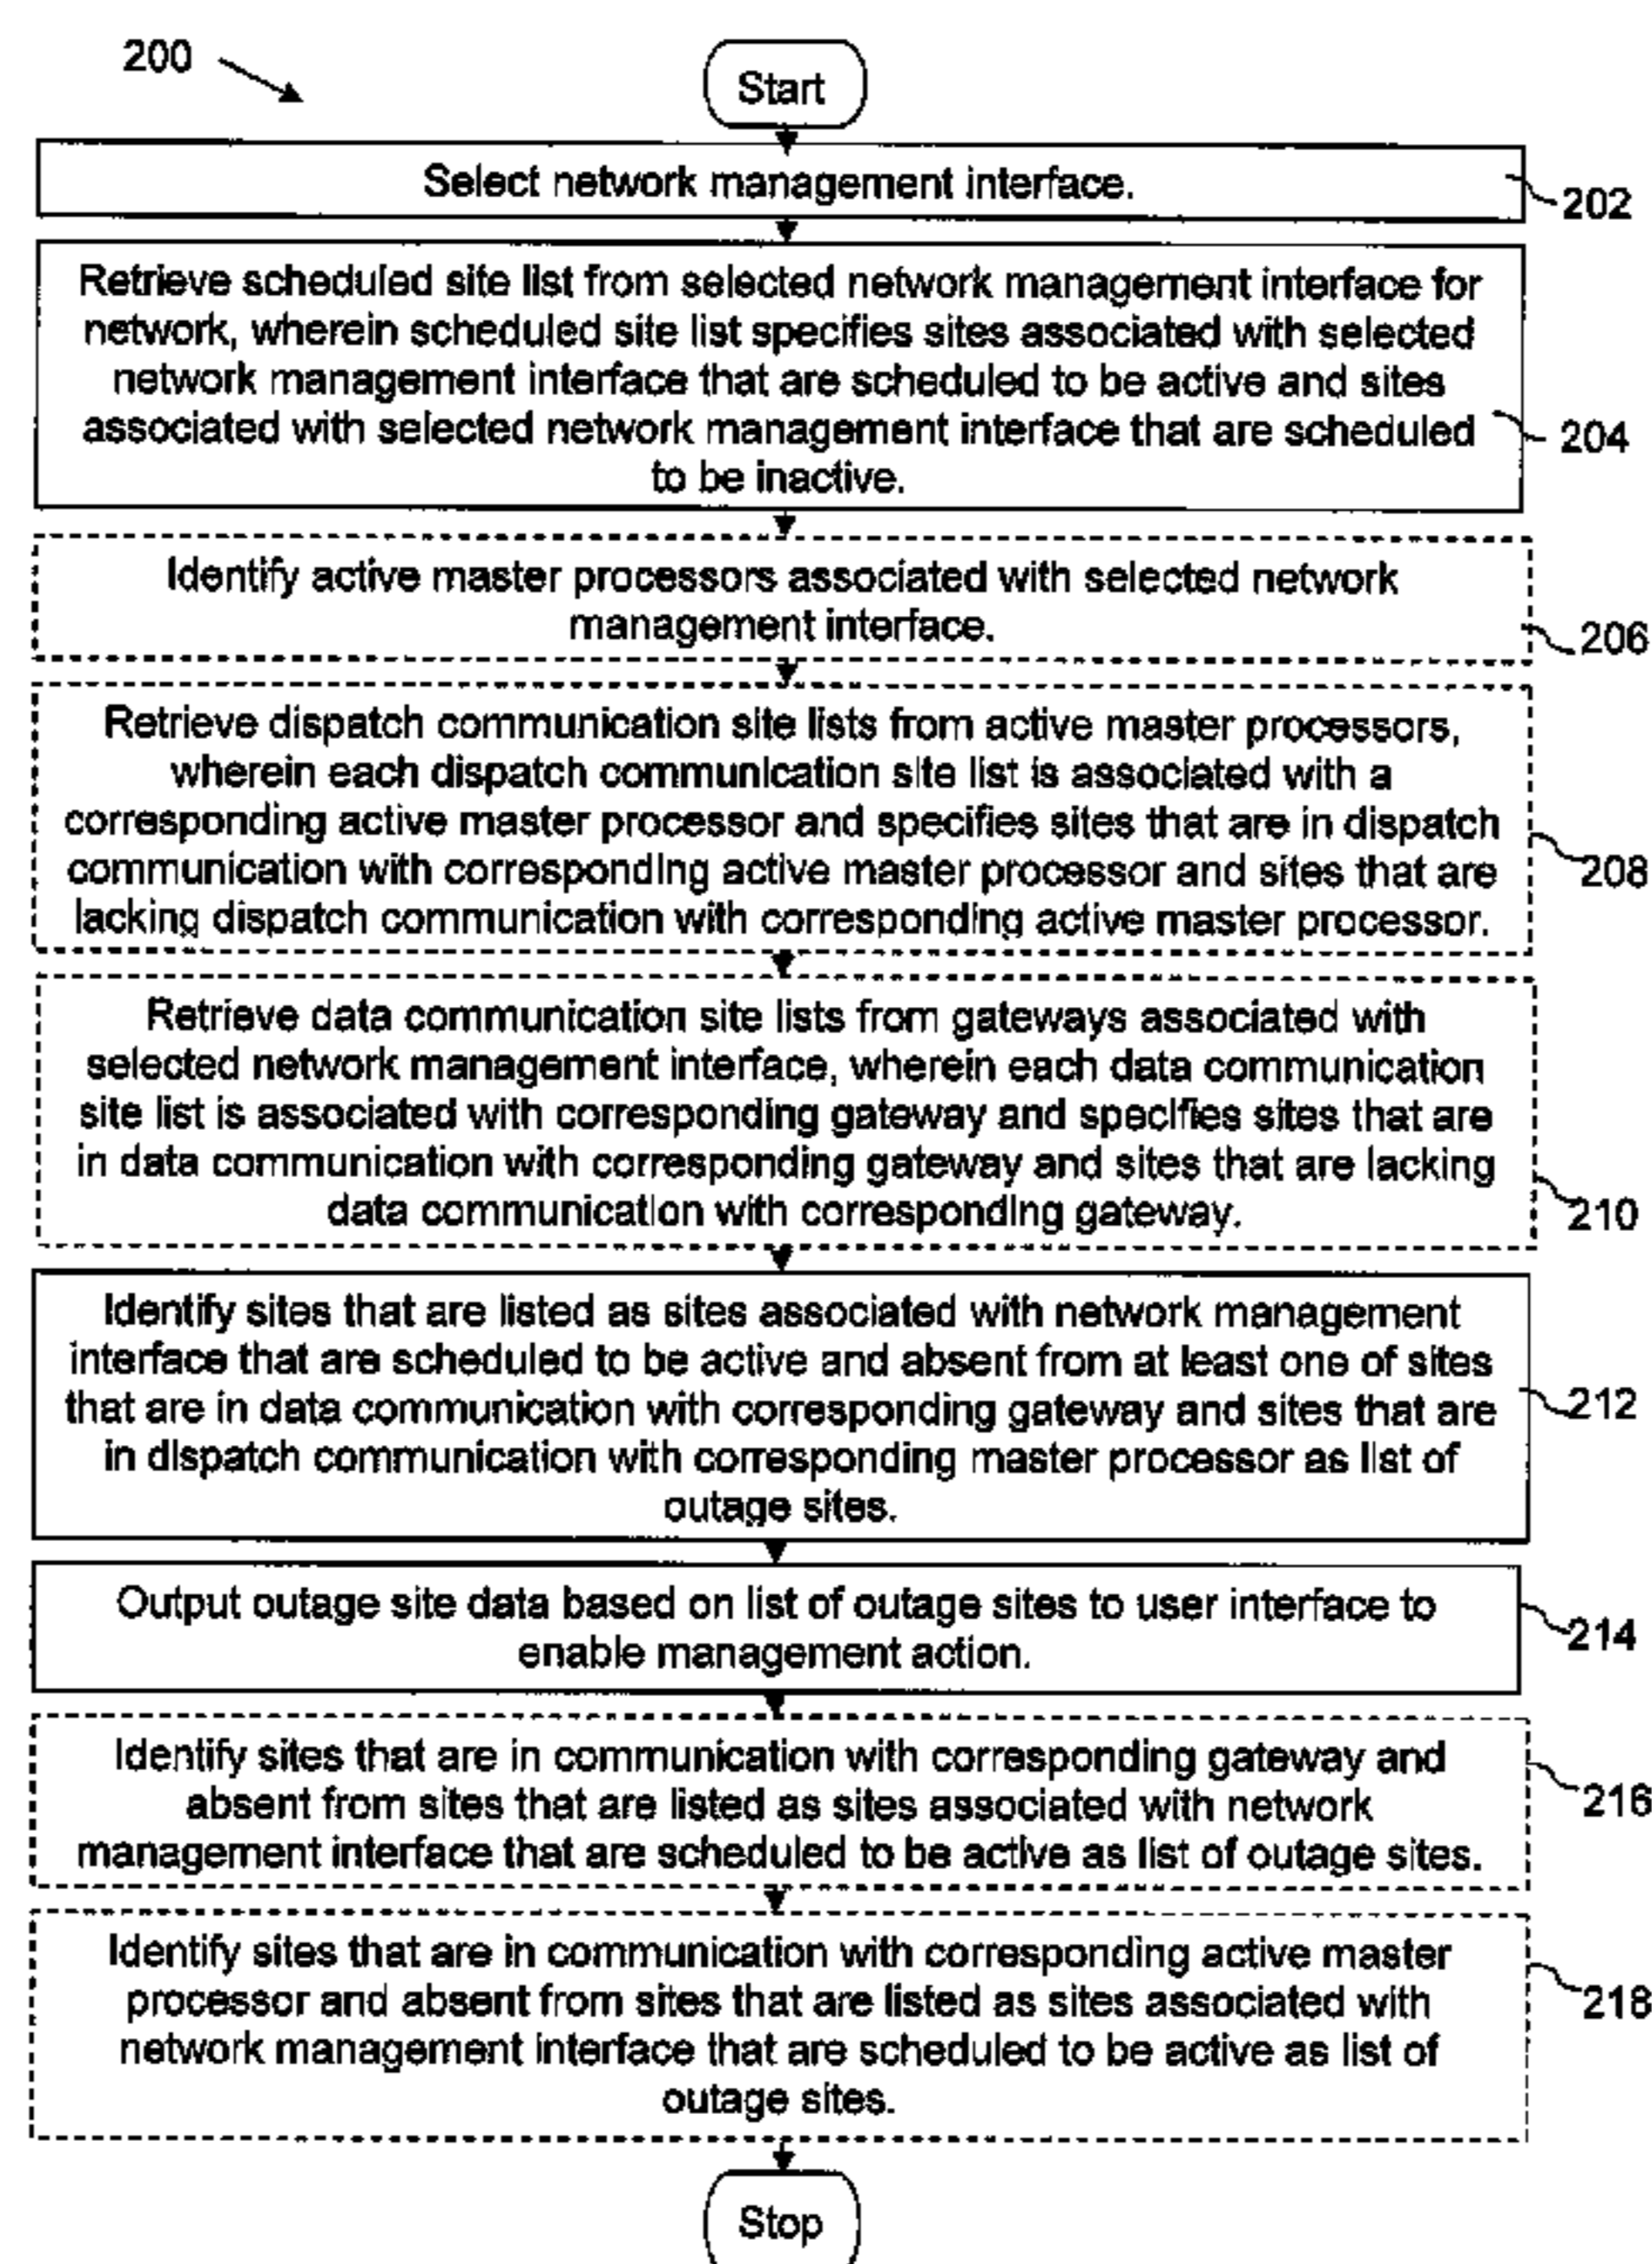 200
Start
Select network management interface.
202
Retrieve scheduled site list from selected network management interface for
network, wherein scheduled site list specifies sites associated with selected
network management interface that are scheduled to be active and sites
associated with selected network management interface that are scheduled
to be inactive.
204
Identify active master processors associated with selected network
management interface.
206
Retrieve dispatch communication site lists from active master processors,
wherein each dispatch communication site list is associated with a
corresponding active master processor and specifies sites that are in dispatch
communication with corresponding active master processor and sites that are
lacking dispatch communication with corresponding active master processor.
208
Retrieve data communication site lists from gateways associated with
selected network management interface, wherein each data communication
site list is associated with corresponding gateway and specifies sites that are
in data communication with corresponding gateway and sites that are lacking
data communication with corresponding gateway.
210
Identify sites that are listed as sites associated with network management
interface that are scheduled to be active and absent from at least one of sites
that are in data communication with corresponding gateway and sites that are
in dispatch communication with corresponding master processor as list of
outage sites.
212
Output outage site data based on list of outage sites to user interface to
enable management action.
214
Identify sites that are in communication with corresponding gateway and
absent from sites that are listed as sites associated with network
management interface that are scheduled to be active as list of outage sites.
216
Identify sites that are in communication with corresponding active master
processor and absent from sites that are listed as sites associated with
network management interface that are scheduled to be active as list of
outage sites.
218
Stop